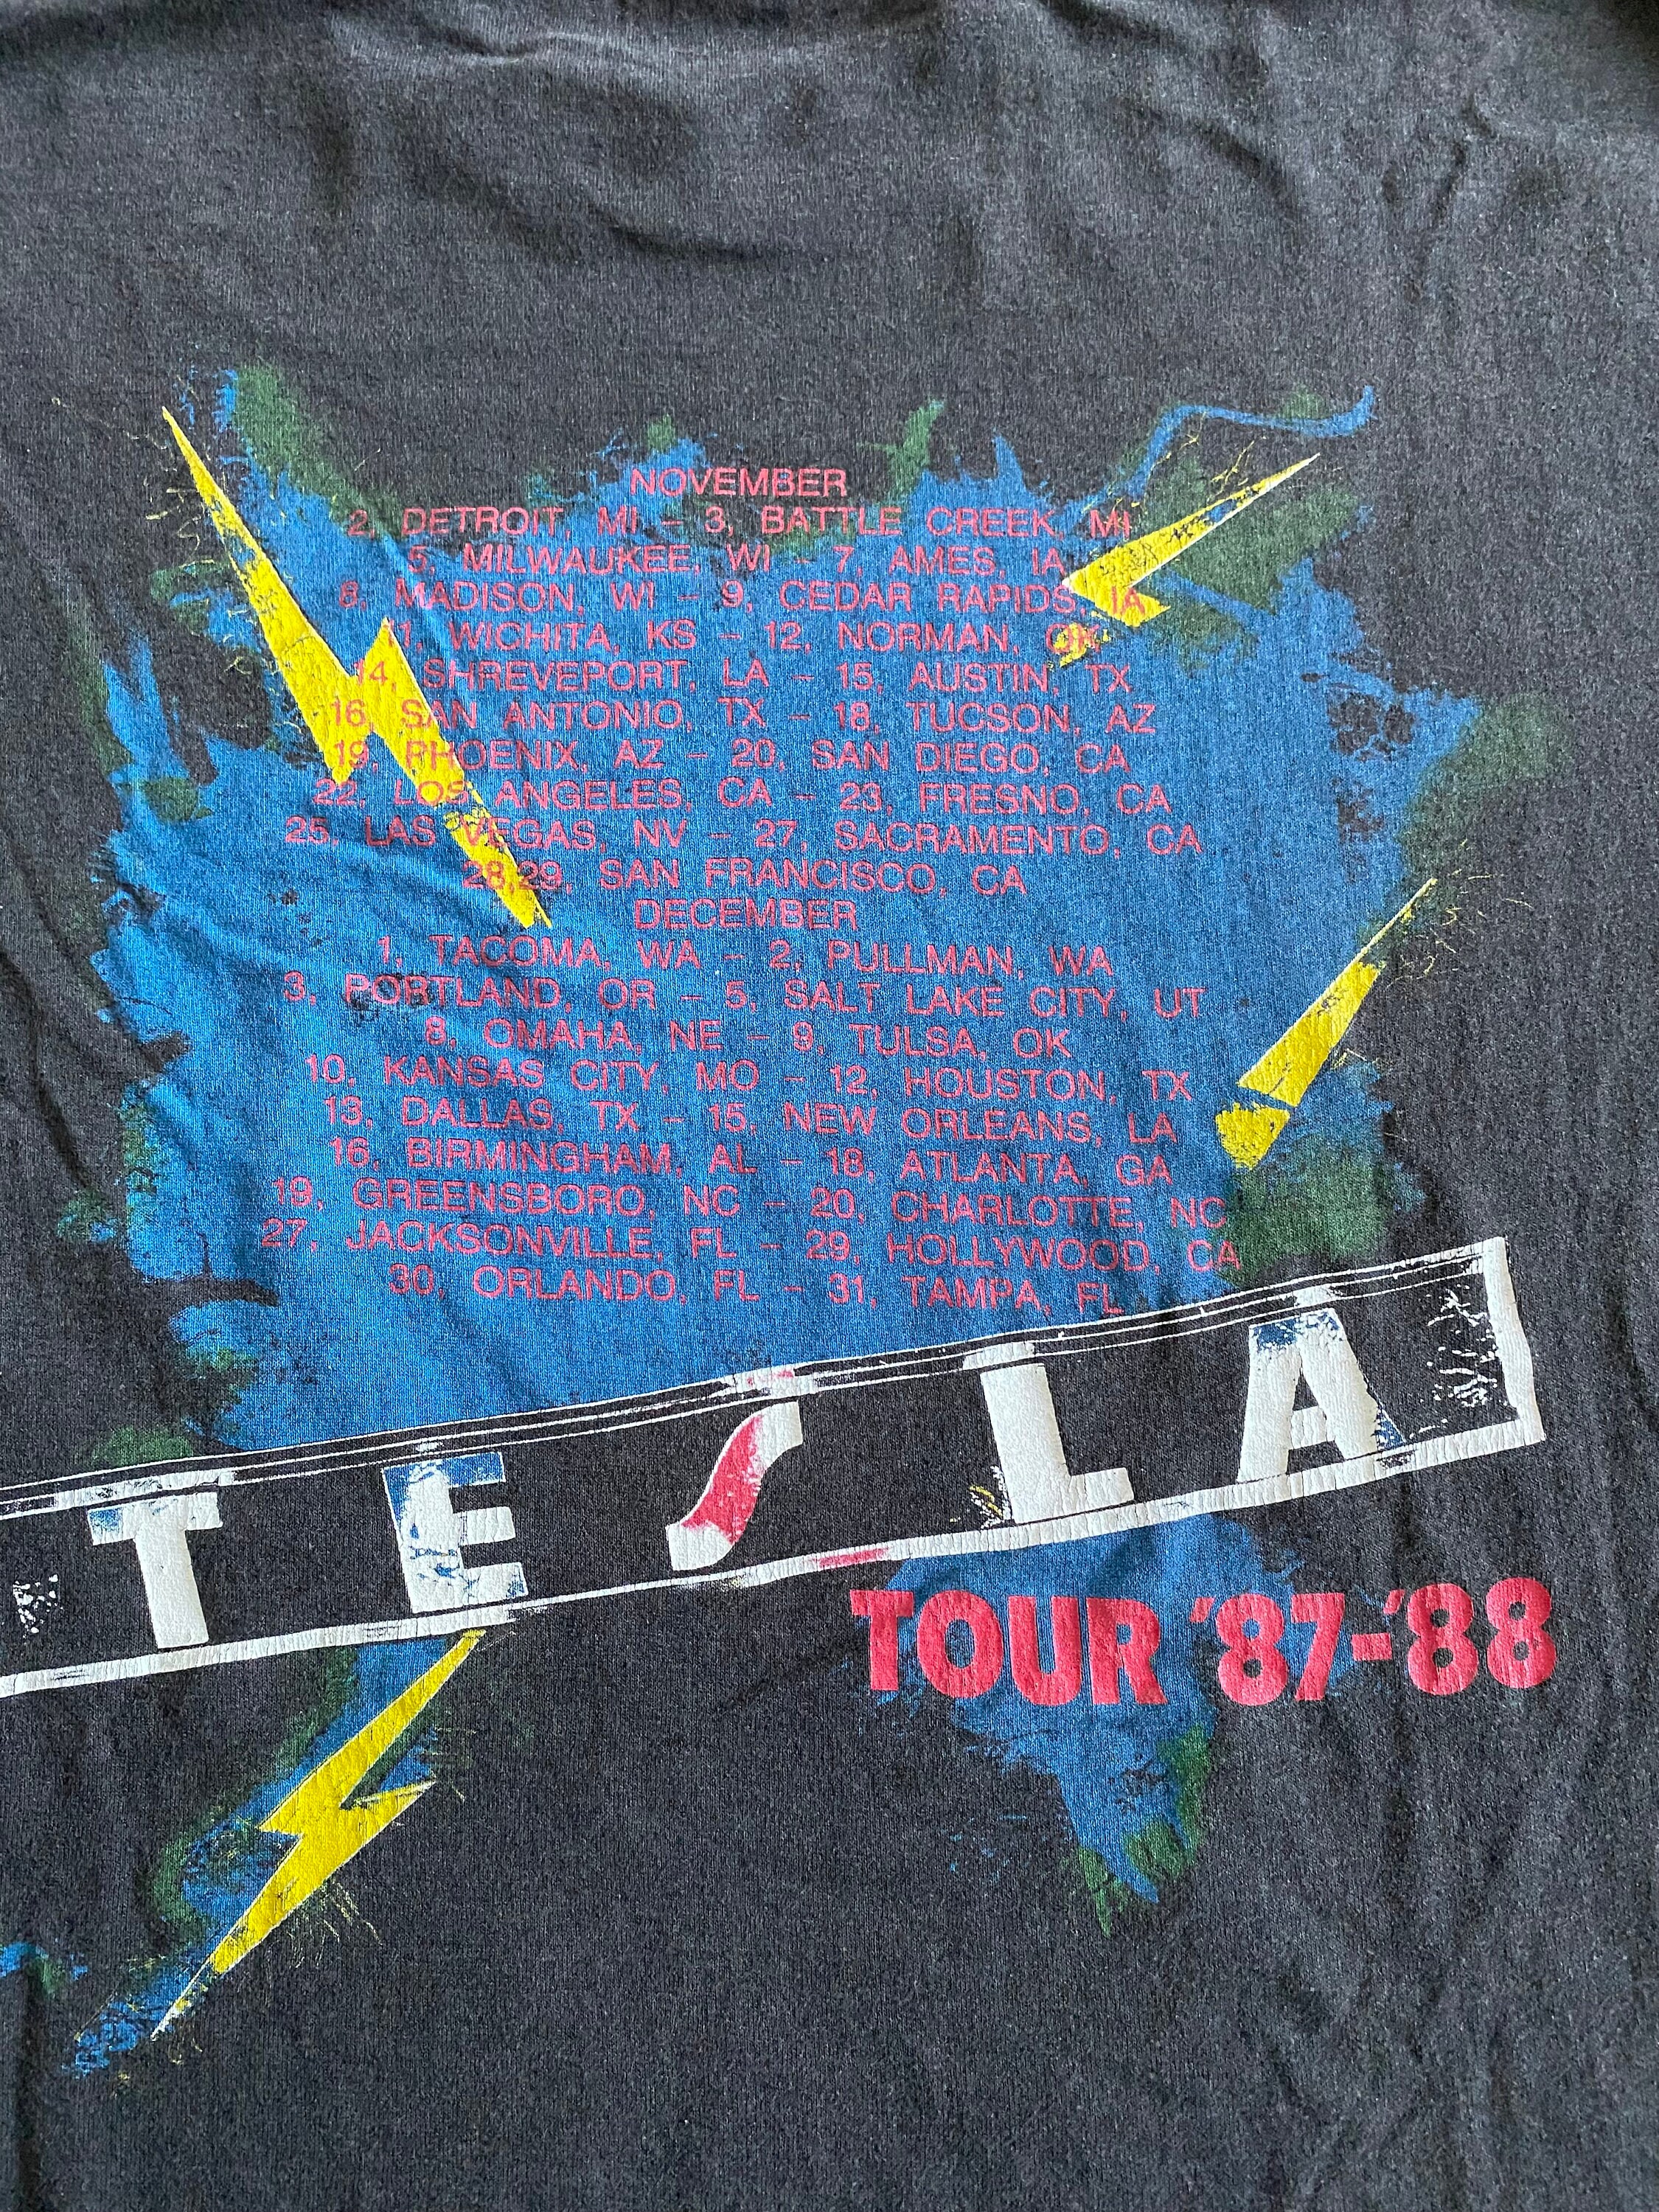 NOVEMBER
2, DETROIT, MI - 3, BATTLE CREEK, MI
5, MILWAUKEE, WI - 7, AMES, IA
8, MADISON, WI - 9, CEDAR RAPIDS, IA
11, WICHITA, KS - 12, NORMAN, OK
14, SHREVEPORT, LA - 15, AUSTIN, TX
16, SAN ANTONIO, TX - 18, TUCSON, AZ
19, PHOENIX, AZ - 20, SAN DIEGO, CA
22, LOS ANGELES, CA - 23, FRESNO, CA
25, LAS VEGAS, NV - 27, SACRAMENTO, CA
28,29, SAN FRANCISCO, CA
DECEMBER
1, TACOMA, WA - 2, PULLMAN, WA
3, PORTLAND, OR - 5, SALT LAKE CITY, UT
8, OMAHA, NE - 9, TULSA, OK
10, KANSAS CITY, MO - 12, HOUSTON, TX
13, DALLAS, TX - 15, NEW ORLEANS, LA
16, BIRMINGHAM, AL - 18, ATLANTA, GA
19, GREENSBORO, NC - 20, CHARLOTTE, NC
27, JACKSONVILLE, FL - 29, HOLLYWOOD, CA
30, ORLANDO, FL - 31, TAMPA, FL
TESLA
TOUR '87-'88